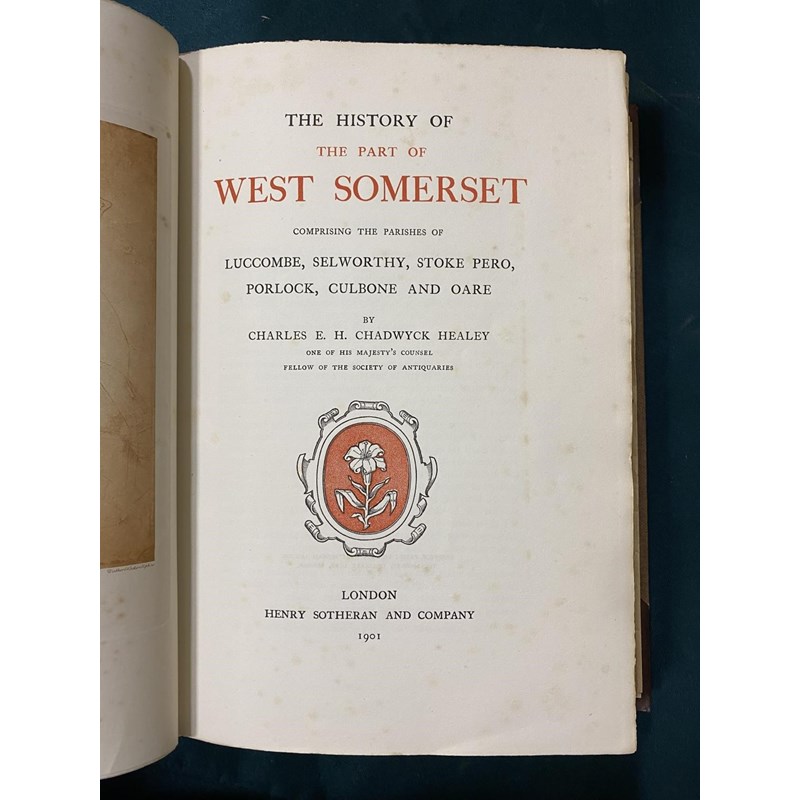 THE HISTORY OF
THE PART OF
WEST SOMERSET
COMPRISING THE PARISHES OF
LUCCOMBE, SELWORTHY, STOKE PERO,
PORLOCK, CULBONE AND OARE
BY
CHARLES E. H. CHADWYCK HEALEY
ONE OF HIS MAJESTY'S COUNSEL
FELLOW OF THE SOCIETY OF ANTIQUARIES
LONDON
HENRY SOTHERAN AND COMPANY
1901